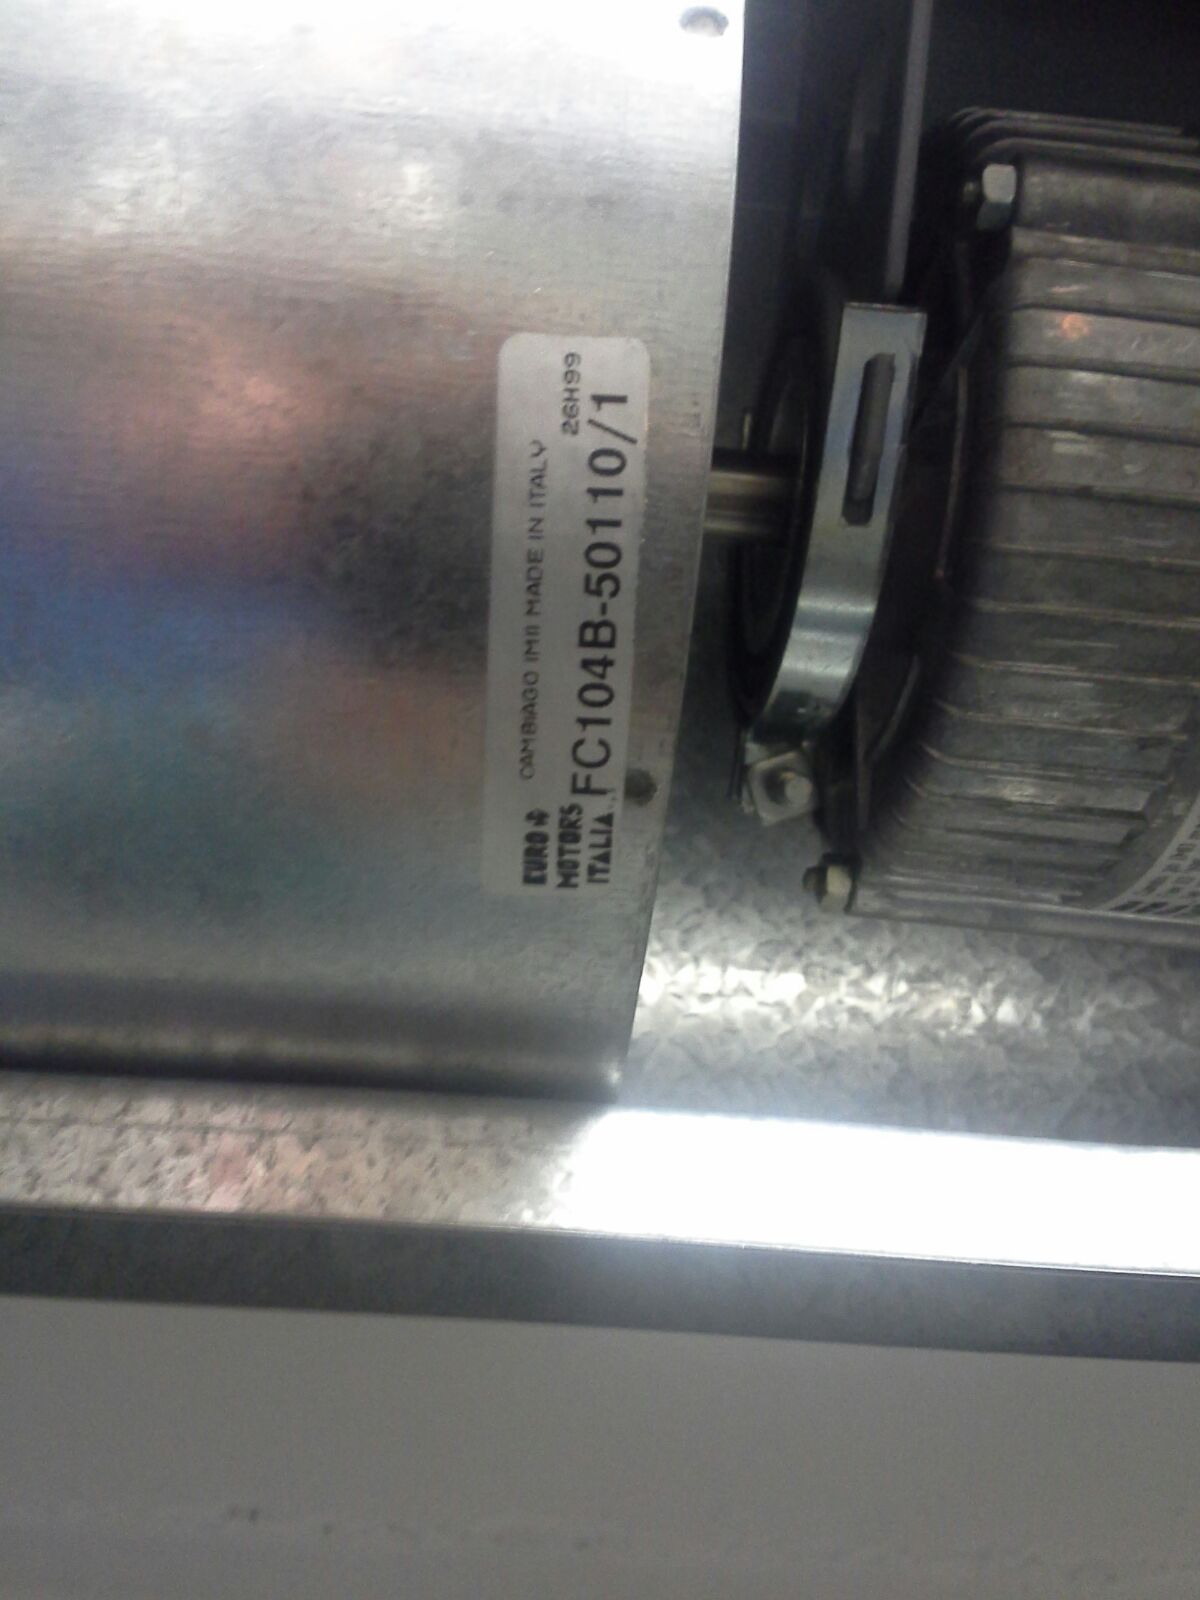 CAMBIAGO (MI) MADE IN ITALY
EURO
MOTORS
ITALIA
26H99
FC104B-50110/1